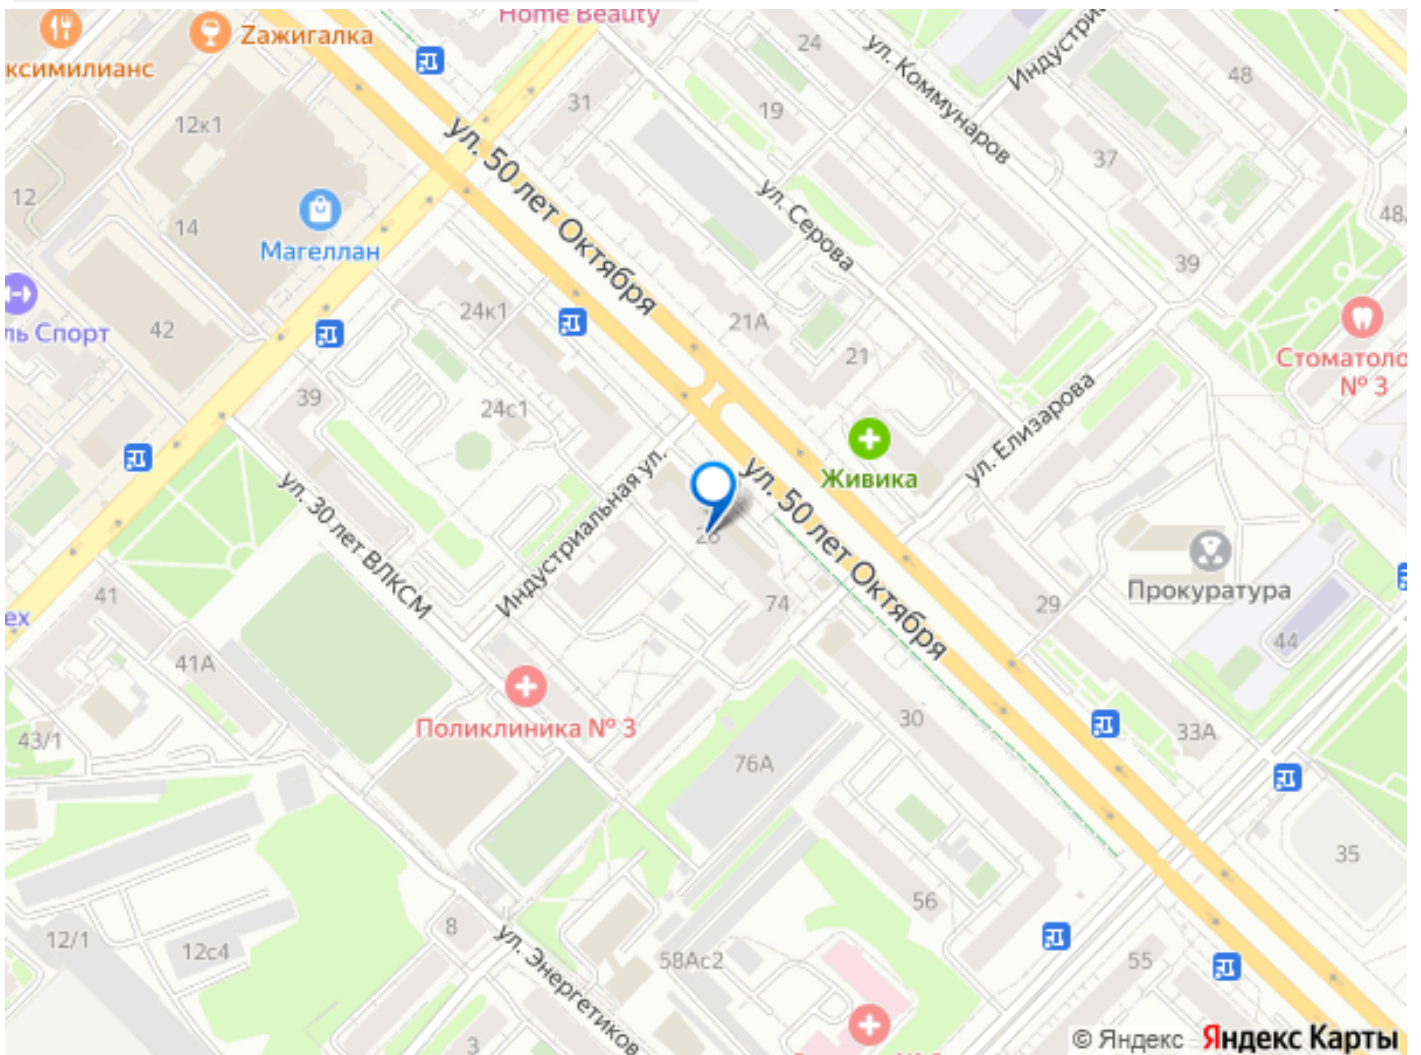 Home Beauty
Zажигалка
ксимилианс
12к1
31
24
19
ул. Коммунаров
Индустри
48
37
12
14
Магеллан
ул. 50 лет Октября
ул. Серова
48
39
ль Спорт
42
24к1
21А
21
Стоматоло
№ 3
39
24с1
ул. Елизарова
Живика
ул. 30 лет ВЛКСМ
Индустриальная ул.
ул. 50 лет Октября
Прокуратура
41
ех
74
29
44
41А
Поликлиника № 3
30
33А
43/1
76А
35
56
8
12/1
12с4
ул. Энергетиков
58Ас2
55
3
© Яндекс Яндекс Карты